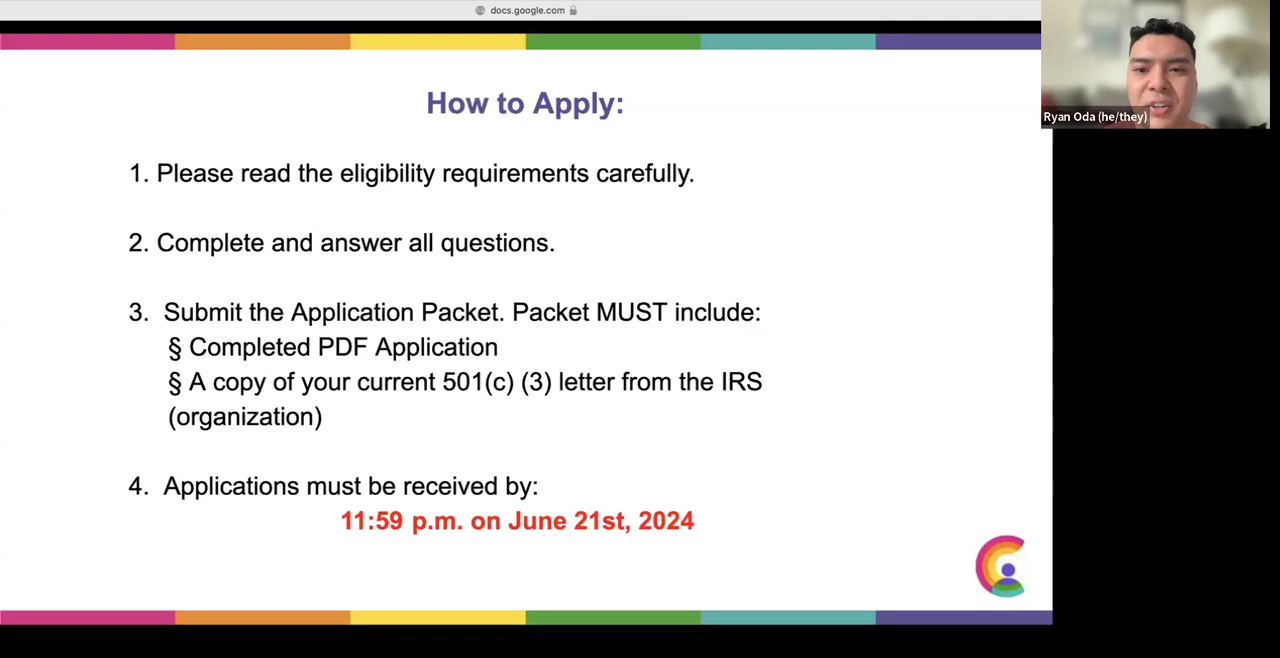 docs.google.com
How to Apply:
1. Please read the eligibility requirements carefully.
2. Complete and answer all questions.
3. Submit the Application Packet. Packet MUST include:
§ Completed PDF Application
§ A copy of your current 501(c) (3) letter from the IRS
(organization)
4. Applications must be received by:
11:59 p.m. on June 21st, 2024
Ryan Oda (he/they)